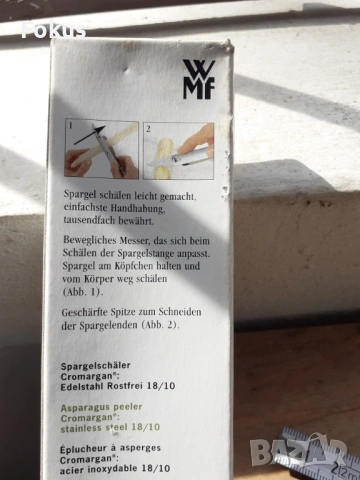 Fokus
WMF
1
2
Spargel schälen leicht gemacht,
einfachste Handhabung,
tausendfach bewährt.
Bewegliches Messer, das sich beim
Schälen der Spargelstange anpasst.
Spargel am Köpfchen halten und
vom Körper weg schälen
(Abb. 1).
Geschärfte Spitze zum Schneiden
der Spargelenden (Abb. 2).
Spargelschäler
Cromargan®:
Edelstahl Rostfrei 18/10
Asparagus peeler
Cromargan®:
stainless steel 18/10
Éplucheur à asperges
Cromargan®:
acier inoxydable 18/10
bazar